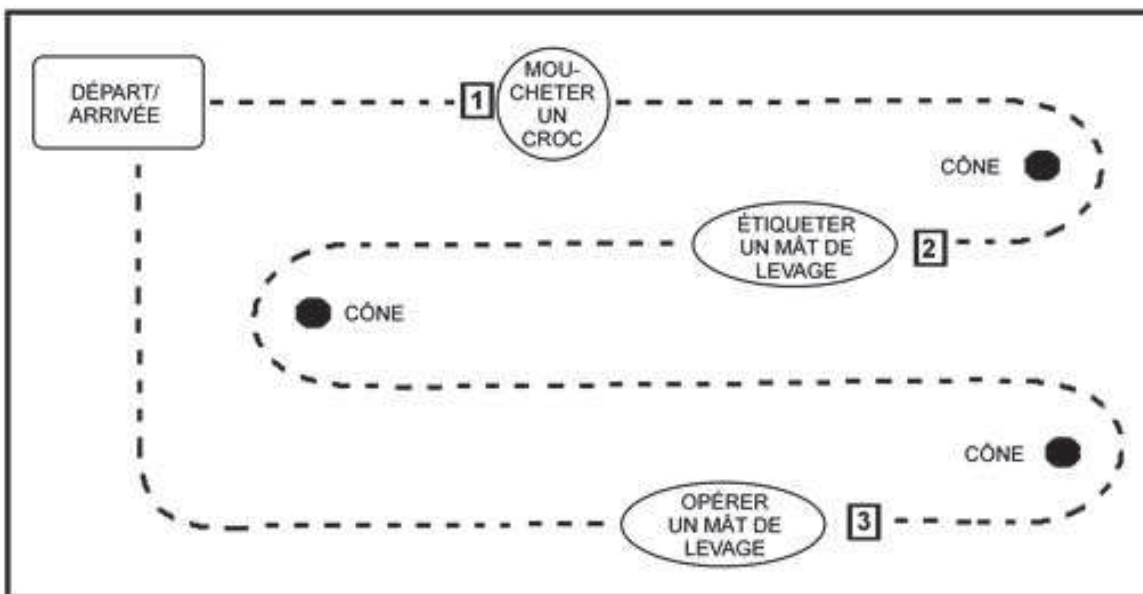 DÉPART/
ARRIVÉE
1
MOU-
CHETER
UN
CROC
CÔNE
ÉTIQUETER
UN MÂT DE
LEVAGE
2
CÔNE
CÔNE
OPÉRER
UN MÂT DE
LEVAGE
3